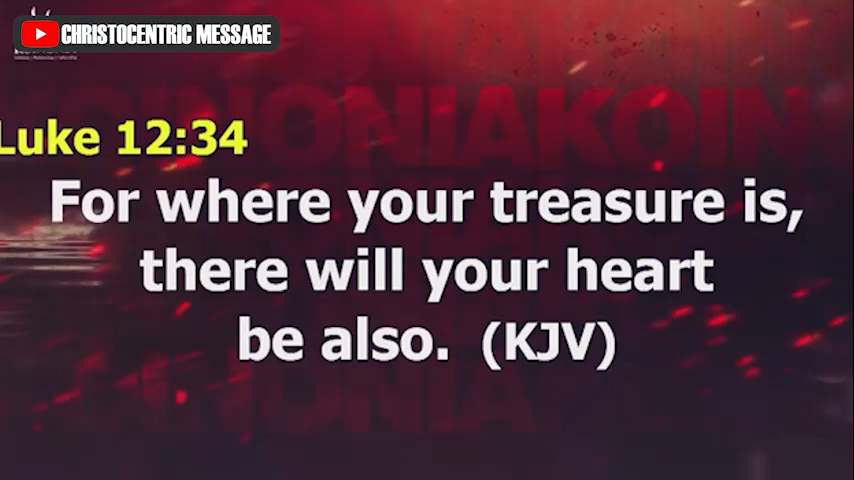 CHRISTOCENTRIC MESSAGE
Luke 12:34
For where your treasure is,
there will your heart
be also. (KJV)